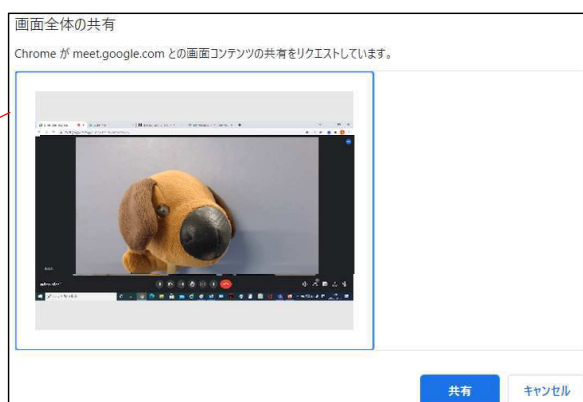 画面全体の共有
Chrome が meet.google.com との画面コンテンツの共有をリクエストしています。
共有
キャンセル